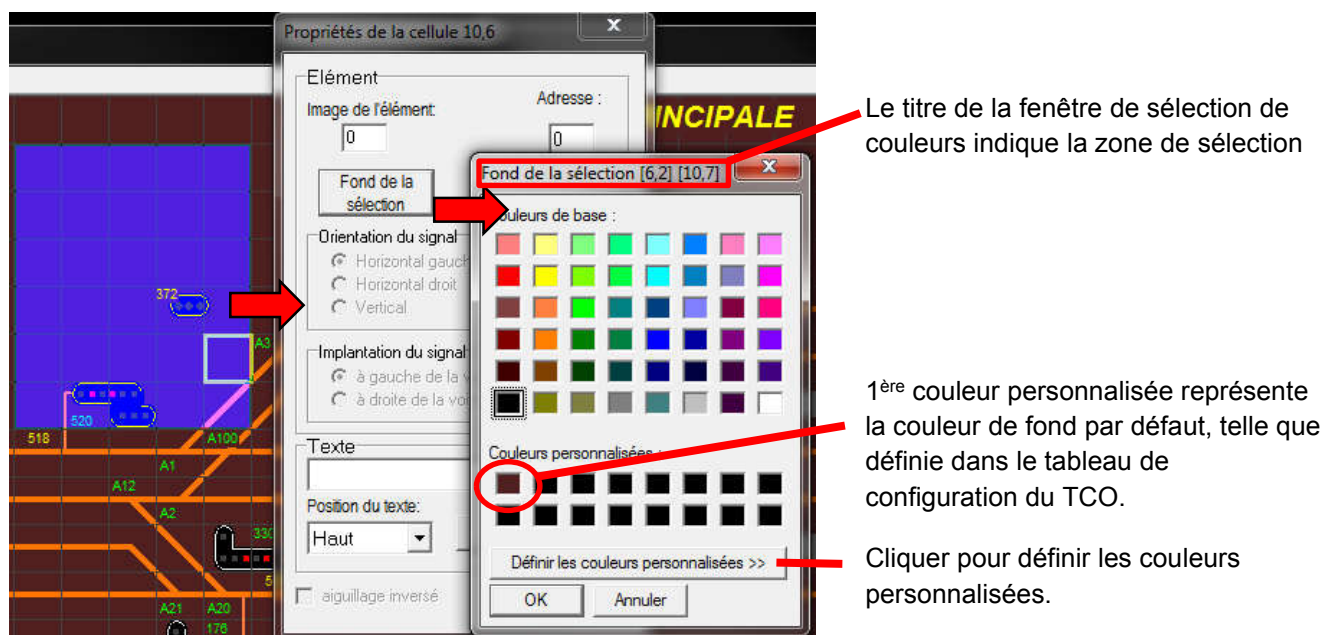 Propriétés de la cellule 10,6
X
Elément
Image de l'élément:
Adresse :
0
0
Fond de la
sélection
Orientation du signal
Horizontal gauch
Horizontal droit
Vertical
Implantation du signal
à gauche de la v
à droite de la voi
Texte
Position du texte:
Haut
aiguillage inversé
INCIPALE
Fond de la sélection [6,2] [10,7]
X
ouleurs de base :
Couleurs personnalisées :
Définir les couleurs personnalisées >>
OK
Annuler
372
A3
520
518
A100
A1
A12
A2
330
5
A21
A20
176
Le titre de la fenêtre de sélection de
couleurs indique la zone de sélection
1ère couleur personnalisée représente
la couleur de fond par défaut, telle que
définie dans le tableau de
configuration du TCO.
Cliquer pour définir les couleurs
personnalisées.